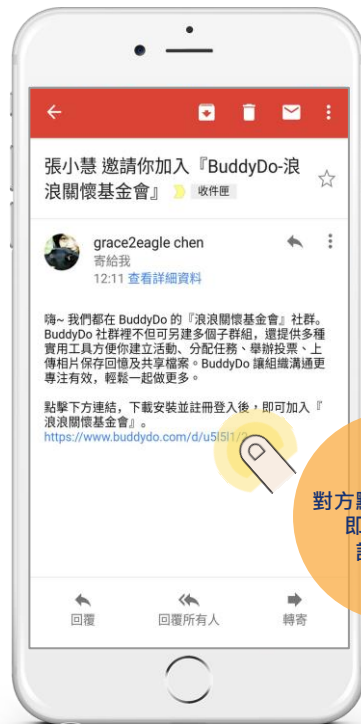 張小慧 邀請你加入『BuddyDo-浪
浪關懷基金會』 收件匣
grace2eagle chen
寄給我
12:11 查看詳細資料
嗨~ 我們都在 BuddyDo 的『浪浪關懷基金會』社群。
BuddyDo 社群裡不但可另建多個子群組，還提供多種
實用工具方便你建立活動、分配任務、舉辦投票、上
傳相片保存回憶及共享檔案。BuddyDo 讓組織溝通更
專注有效，輕鬆一起做更多。
點擊下方連結，下載安裝並註冊登入後，即可加入『
浪浪關懷基金會』。
https://www.buddydo.com/d/u5l5l1/
對方
即
回覆 回覆所有人 轉寄